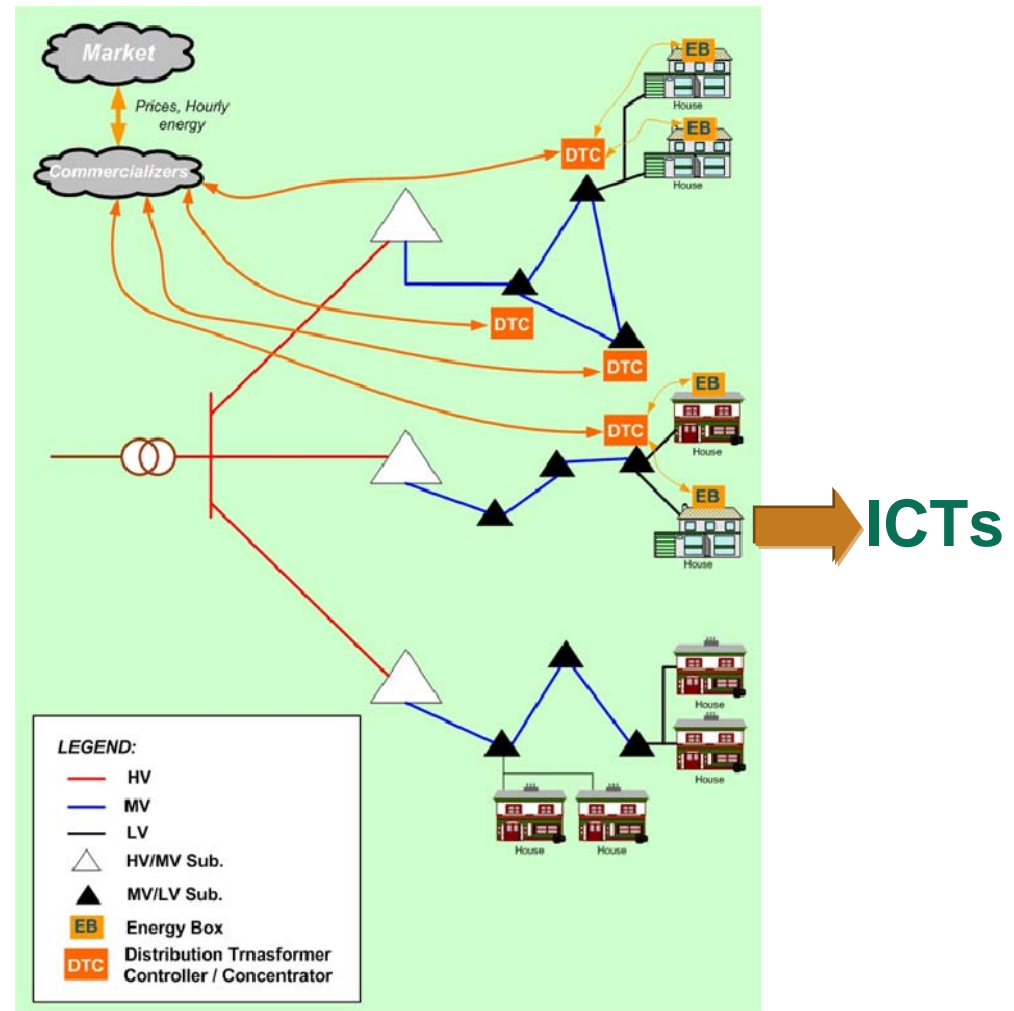 Market
Prices, Hourly
energy
Commercializers
EB
House
EB
House
DTC
DTC
DTC
EB
House
DTC
EB
House
ICTs
House
House
House
House
LEGEND:
HV
MV
LV
HV/MV Sub.
MV/LV Sub.
EB
Energy Box
DTC
Distribution Trnasformer
Controller / Concentrator